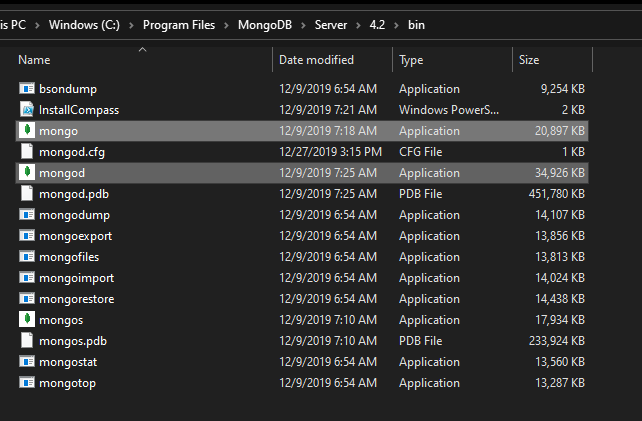 is PC > Windows (C:) > Program Files > MongoDB > Server > 4.2 > bin
Name Date modified Type Size
bsondump 12/9/2019 6:54 AM Application 9,254 KB
InstallCompass 12/9/2019 7:21 AM Windows PowerS... 2 KB
mongo 12/9/2019 7:18 AM Application 20,897 KB
mongod.cfg 12/27/2019 3:15 PM CFG File 1 KB
mongod 12/9/2019 7:25 AM Application 34,926 KB
mongod.pdb 12/9/2019 7:25 AM PDB File 451,780 KB
mongodump 12/9/2019 6:54 AM Application 14,107 KB
mongoexport 12/9/2019 6:54 AM Application 13,856 KB
mongofiles 12/9/2019 6:54 AM Application 13,813 KB
mongoimport 12/9/2019 6:54 AM Application 14,024 KB
mongorestore 12/9/2019 6:54 AM Application 14,438 KB
mongos 12/9/2019 7:10 AM Application 17,934 KB
mongos.pdb 12/9/2019 7:10 AM PDB File 233,924 KB
mongostat 12/9/2019 6:54 AM Application 13,560 KB
mongotop 12/9/2019 6:54 AM Application 13,287 KB